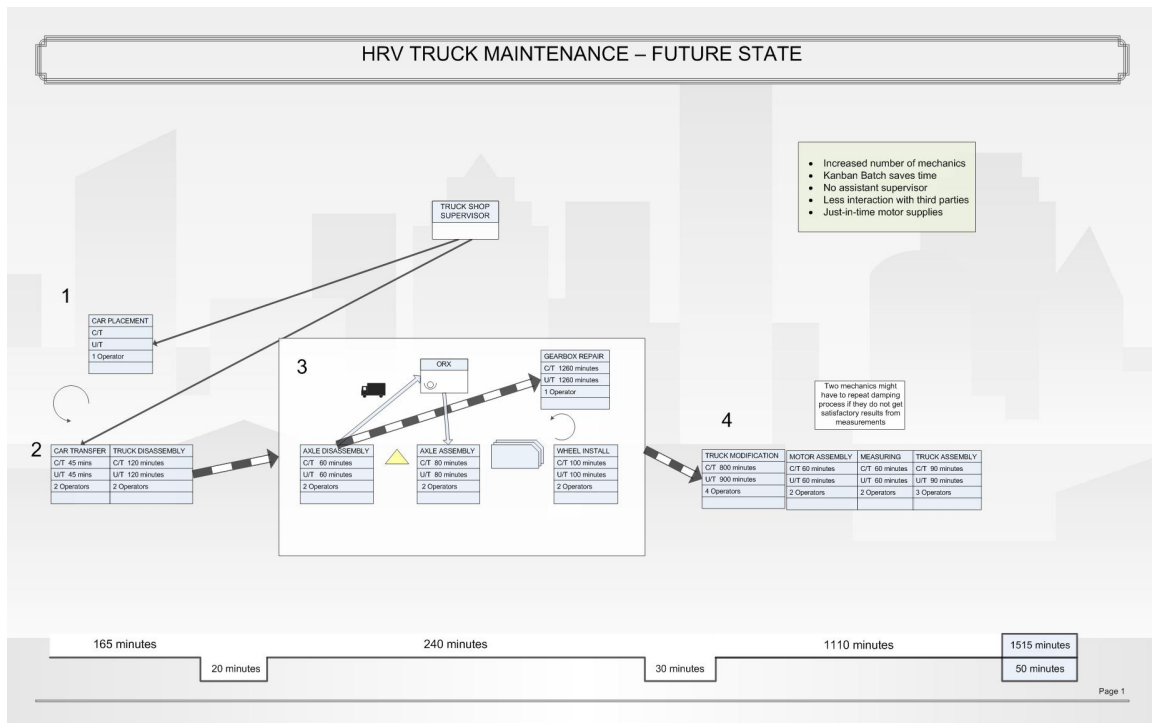 HRV TRUCK MAINTENANCE – FUTURE STATE
• Increased number of mechanics
• Kanban Batch saves time
• No assistant supervisor
• Less interaction with third parties
• Just-in-time motor supplies
TRUCK SHOP
SUPERVISOR
1
CAR PLACEMENT
C/T
U/T
1 Operator
2
CAR TRANSFER
C/T 45 mins
U/T 45 mins
2 Operators
TRUCK DISASSEMBLY
C/T 120 minutes
U/T 120 minutes
2 Operators
3
ORX
GEARBOX REPAIR
C/T 1260 minutes
U/T 1260 minutes
1 Operator
AXLE DISASSEMBLY
C/T 60 minutes
U/T 60 minutes
2 Operators
AXLE ASSEMBLY
C/T 80 minutes
U/T 80 minutes
2 Operators
WHEEL INSTALL
C/T 100 minutes
U/T 100 minutes
2 Operators
Two mechanics might
have to repeat damping
process if they do not get
satisfactory results from
measurements
4
TRUCK MODIFICATION
C/T 800 minutes
U/T 900 minutes
4 Operators
MOTOR ASSEMBLY
C/T 60 minutes
U/T 60 minutes
2 Operators
MEASURING
C/T 60 minutes
U/T 60 minutes
2 Operators
TRUCK ASSEMBLY
C/T 90 minutes
U/T 90 minutes
3 Operators
165 minutes
20 minutes
240 minutes
30 minutes
1110 minutes
1515 minutes
50 minutes
Page 1